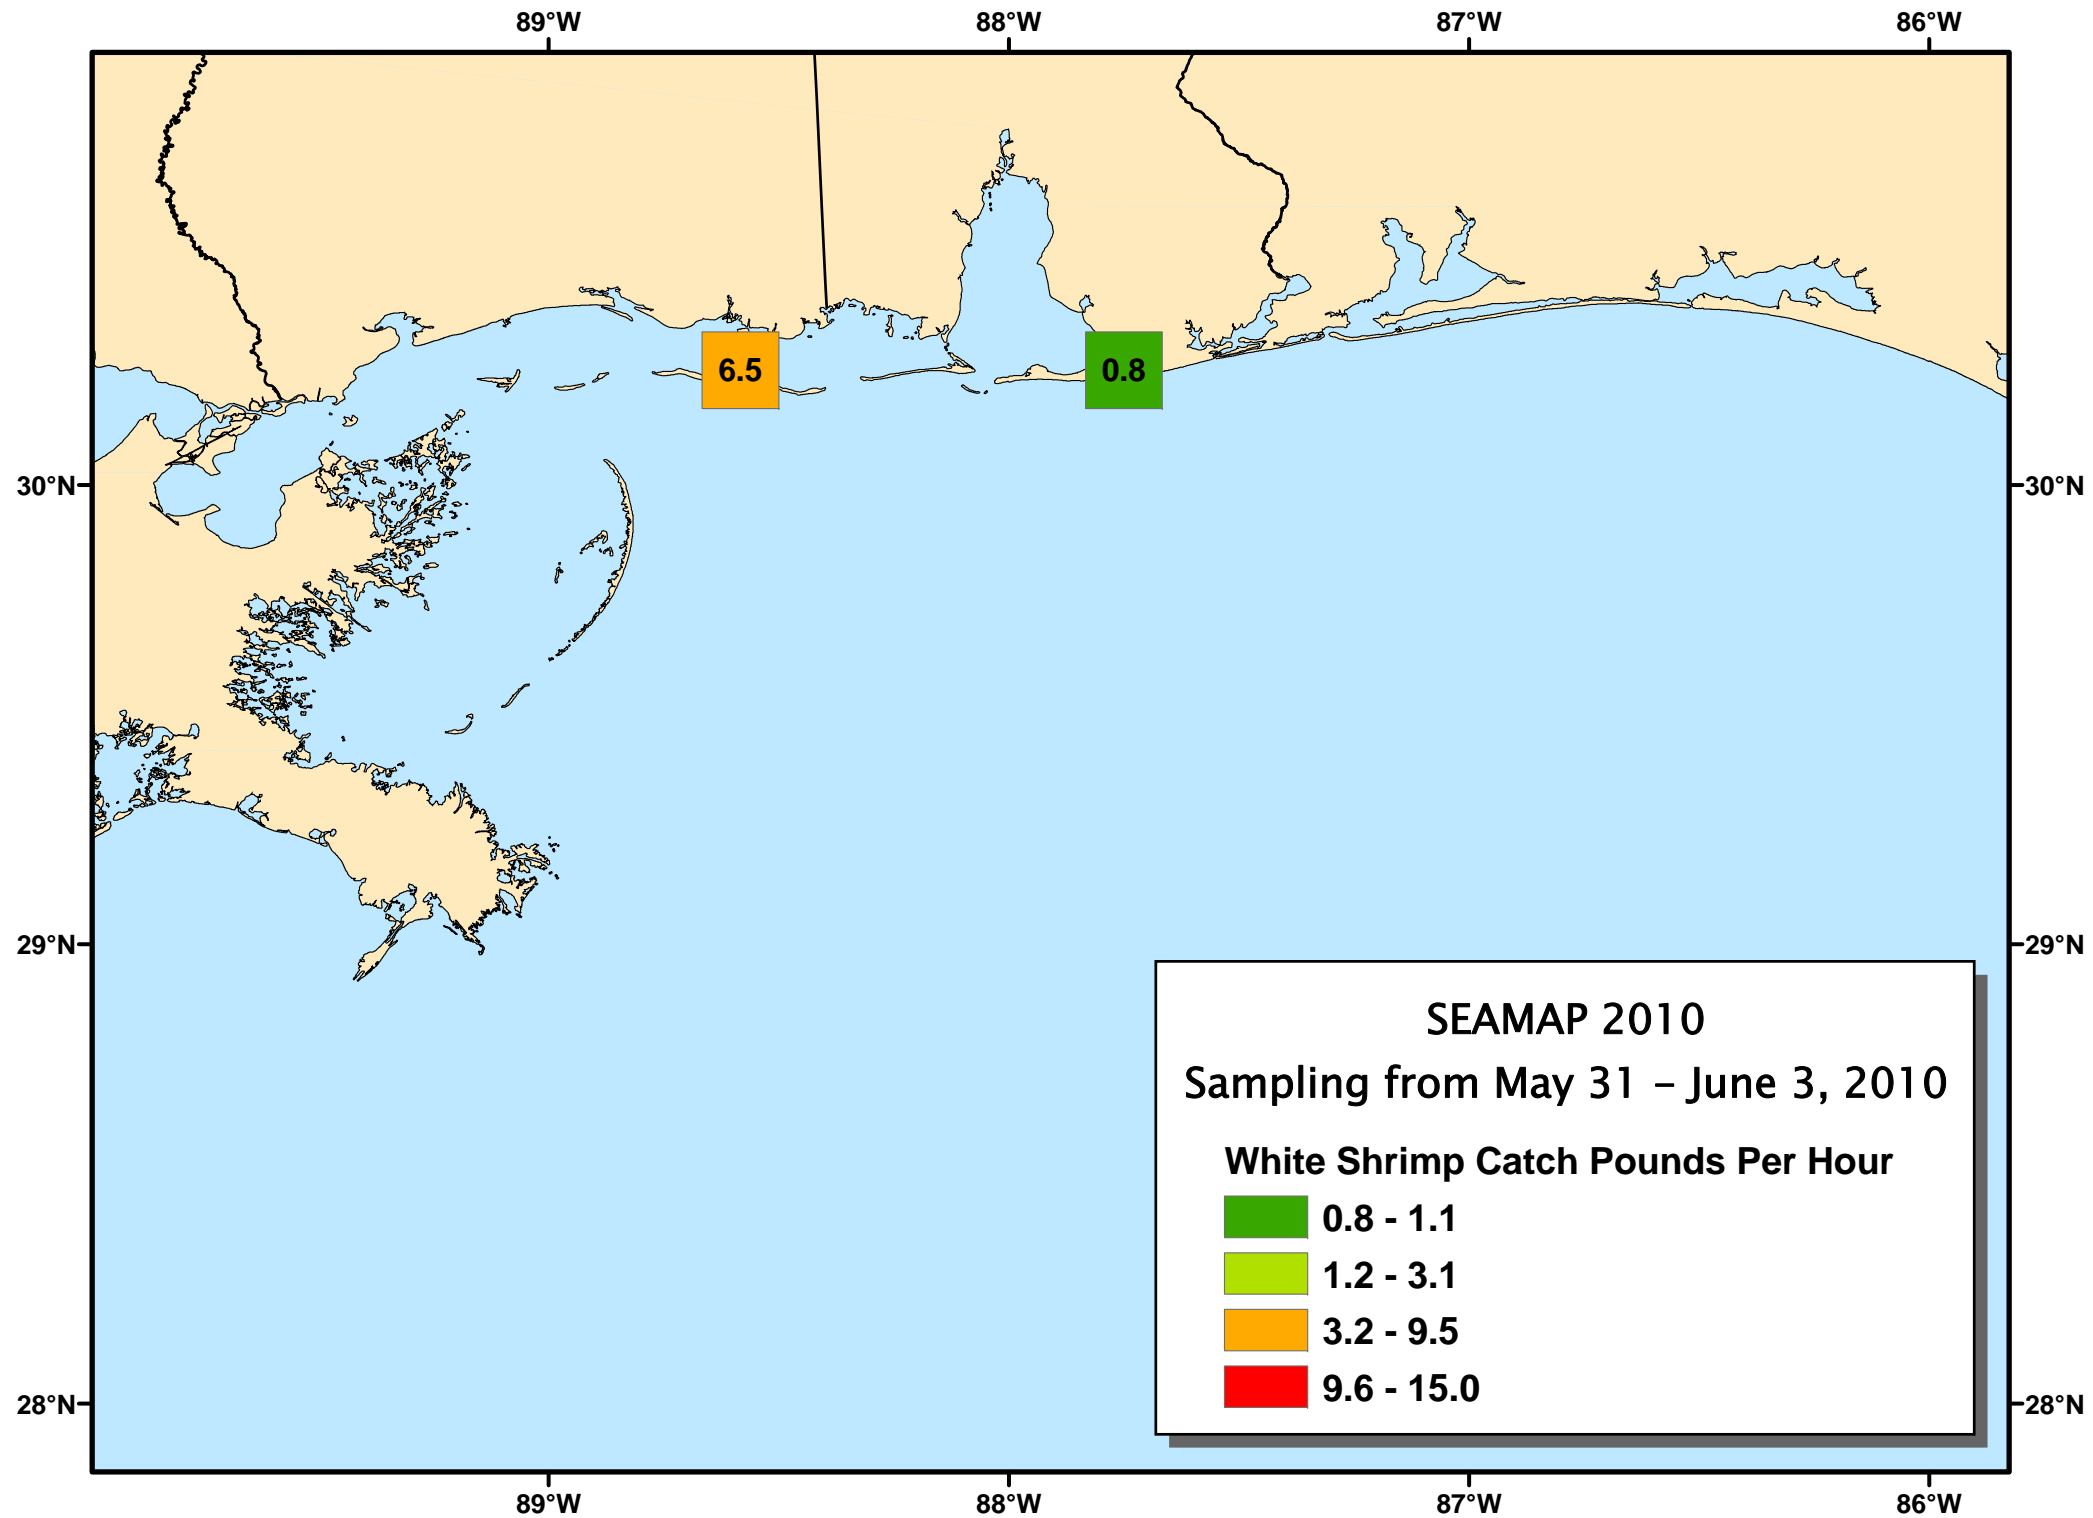 89°W 88°W 87°W 86°W
6.5 0.8
30°N 30°N
29°N 29°N
SEAMAP 2010
Sampling from May 31 – June 3, 2010
White Shrimp Catch Pounds Per Hour
0.8 - 1.1
1.2 - 3.1
3.2 - 9.5
9.6 - 15.0
28°N 28°N
89°W 88°W 87°W 86°W